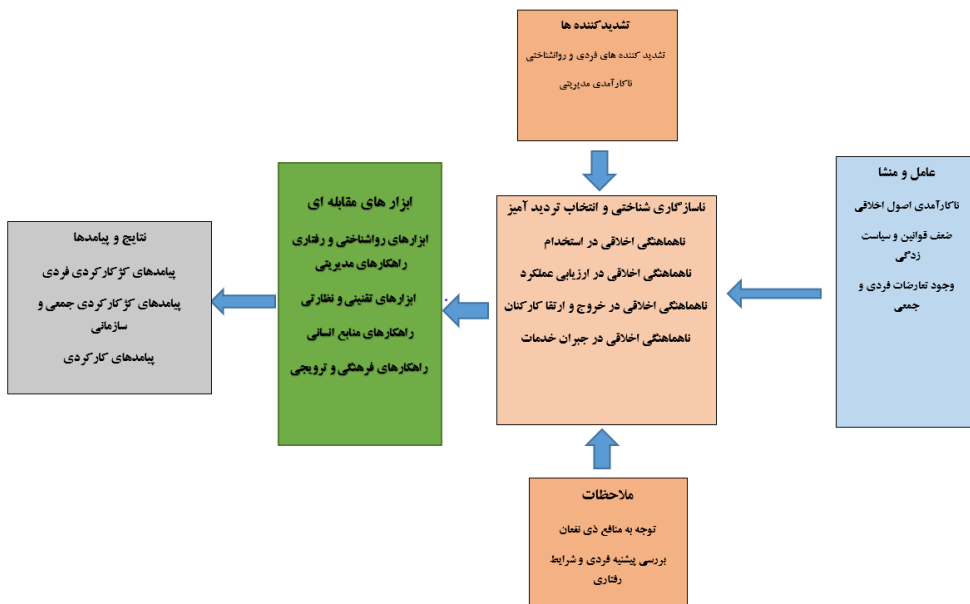 تشدیدکننده ها
تشدید کننده های فردی و روانشناختی
ناکارآمدی مدیریتی
عامل و منشا
ناکارآمدی اصول اخلاقی
ضعف قوانین و سیاست
زدگی
وجود تعارضات فردی و
جمعی
ناسازگاری شناختی و انتخاب تردید آمیز
ناهماهنگی اخلاقی در استخدام
ناهماهنگی اخلاقی در ارزیابی عملکرد
ناهماهنگی اخلاقی در خروج و ارتقا کارکنان
ناهماهنگی اخلاقی در جبران خدمات
ابزار های مقابله ای
ابزارهای رواشناختی و رفتاری
راهکارهای مدیریتی
ابزارهای تقنینی و نظارتی
راهکارهای منابع انسانی
راهکارهای فرهنگی و ترویجی
نتایج و پیامدها
پیامدهای کژکارکردی فردی
پیامدهای کژکارکردی جمعی و
سازمانی
پیامدهای کارکردی
ملاحظات
توجه به منافع ذی نفعان
بررسی پیشنیه فردی و شرایط
رفتاری